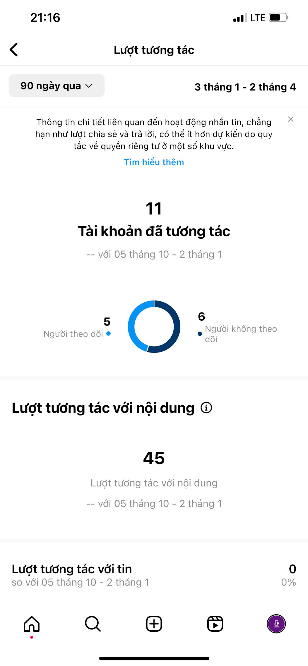 21:16
LTE
Lượt tương tác
90 ngày qua
3 tháng 1 - 2 tháng 4
Thông tin chi tiết liên quan đến hoạt động nhắn tin, chẳng
hạn như lượt chia sẻ và trả lời, có thể ít hơn dự kiến do quy
tắc về quyền riêng tư ở một số khu vực.
Tìm hiểu thêm
11
Tài khoản đã tương tác
-- với 05 tháng 10 - 2 tháng 1
5
Người theo dõi
6
Người không theo
dõi
Lượt tương tác với nội dung
45
Lượt tương tác với nội dung
-- với 05 tháng 10 - 2 tháng 1
Lượt tương tác với tin
0
so với 05 tháng 10 - 2 tháng 1
0%